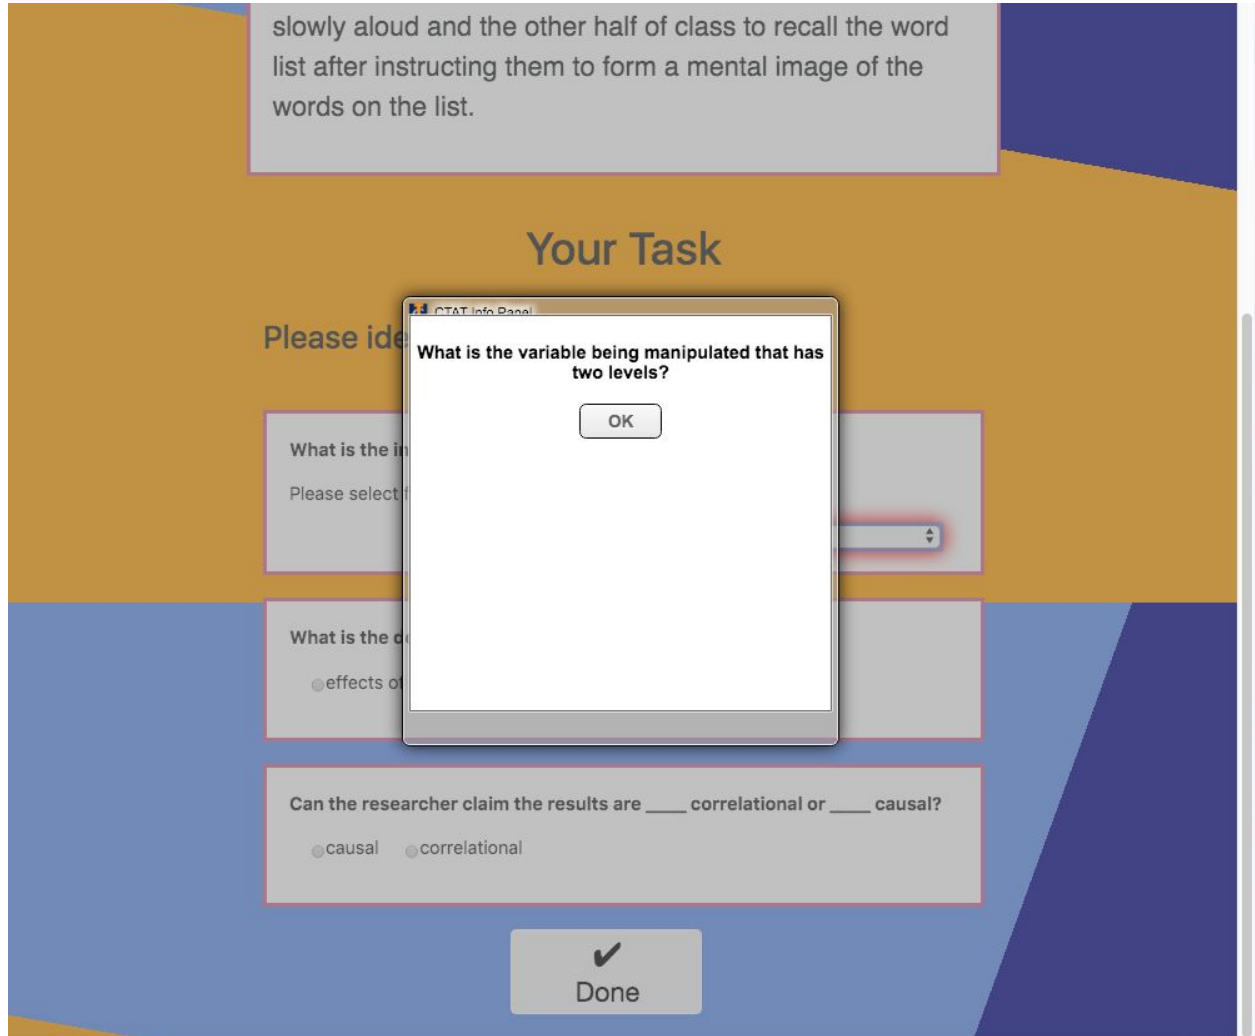 slowly aloud and the other half of class to recall the word
list after instructing them to form a mental image of the
words on the list.
Your Task
CTAT Info Panel
Please ide
What is the variable being manipulated that has
two levels?
OK
What is the in
Please select f
What is the de
effects of
Can the researcher claim the results are ____ correlational or ____ causal?
causal correlational
✔
Done